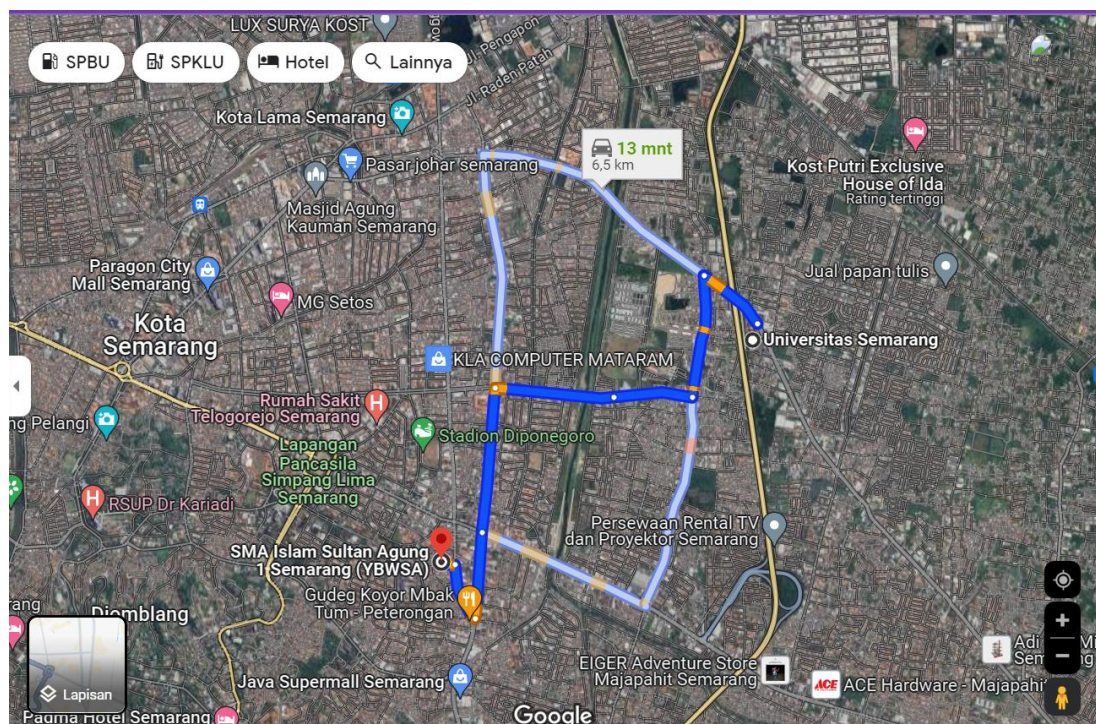 LUX SURYA KOST
SPBU
SPKLU
Hotel
Lainnya
Jl. Pengapon
Jl. Raden Patah
Kota Lama Semarang
13 mnt
6,5 km
Pasar johar semarang
Kost Putri Exclusive
House of Ida
Rating tertinggi
Masjid Agung
Kauman Semarang
Paragon City
Mall Semarang
Jual papan tulis
MG Setos
Kota
Semarang
Universitas Semarang
KLA COMPUTER MATARAM
Rumah Sakit
Telogorejo Semarang
ng Pelangi
Stadion Diponegoro
Lapangan
Pancasila
Simpang Lima
Semarang
RSUP Dr Kariadi
Persewaan Rental TV
dan Proyektor Semarang
SMA Islam Sultan Agung
1 Semarang (YBWSA)
Gudeg Koyor Mbak
Tum - Peterongan
arang
Diomblang
EIGER Adventure Store
Majapahit Semarang
Java Supermall Semarang
ACE
ACE Hardware - Majapahit
Lapisan
Padma Hotel Semarang
Google